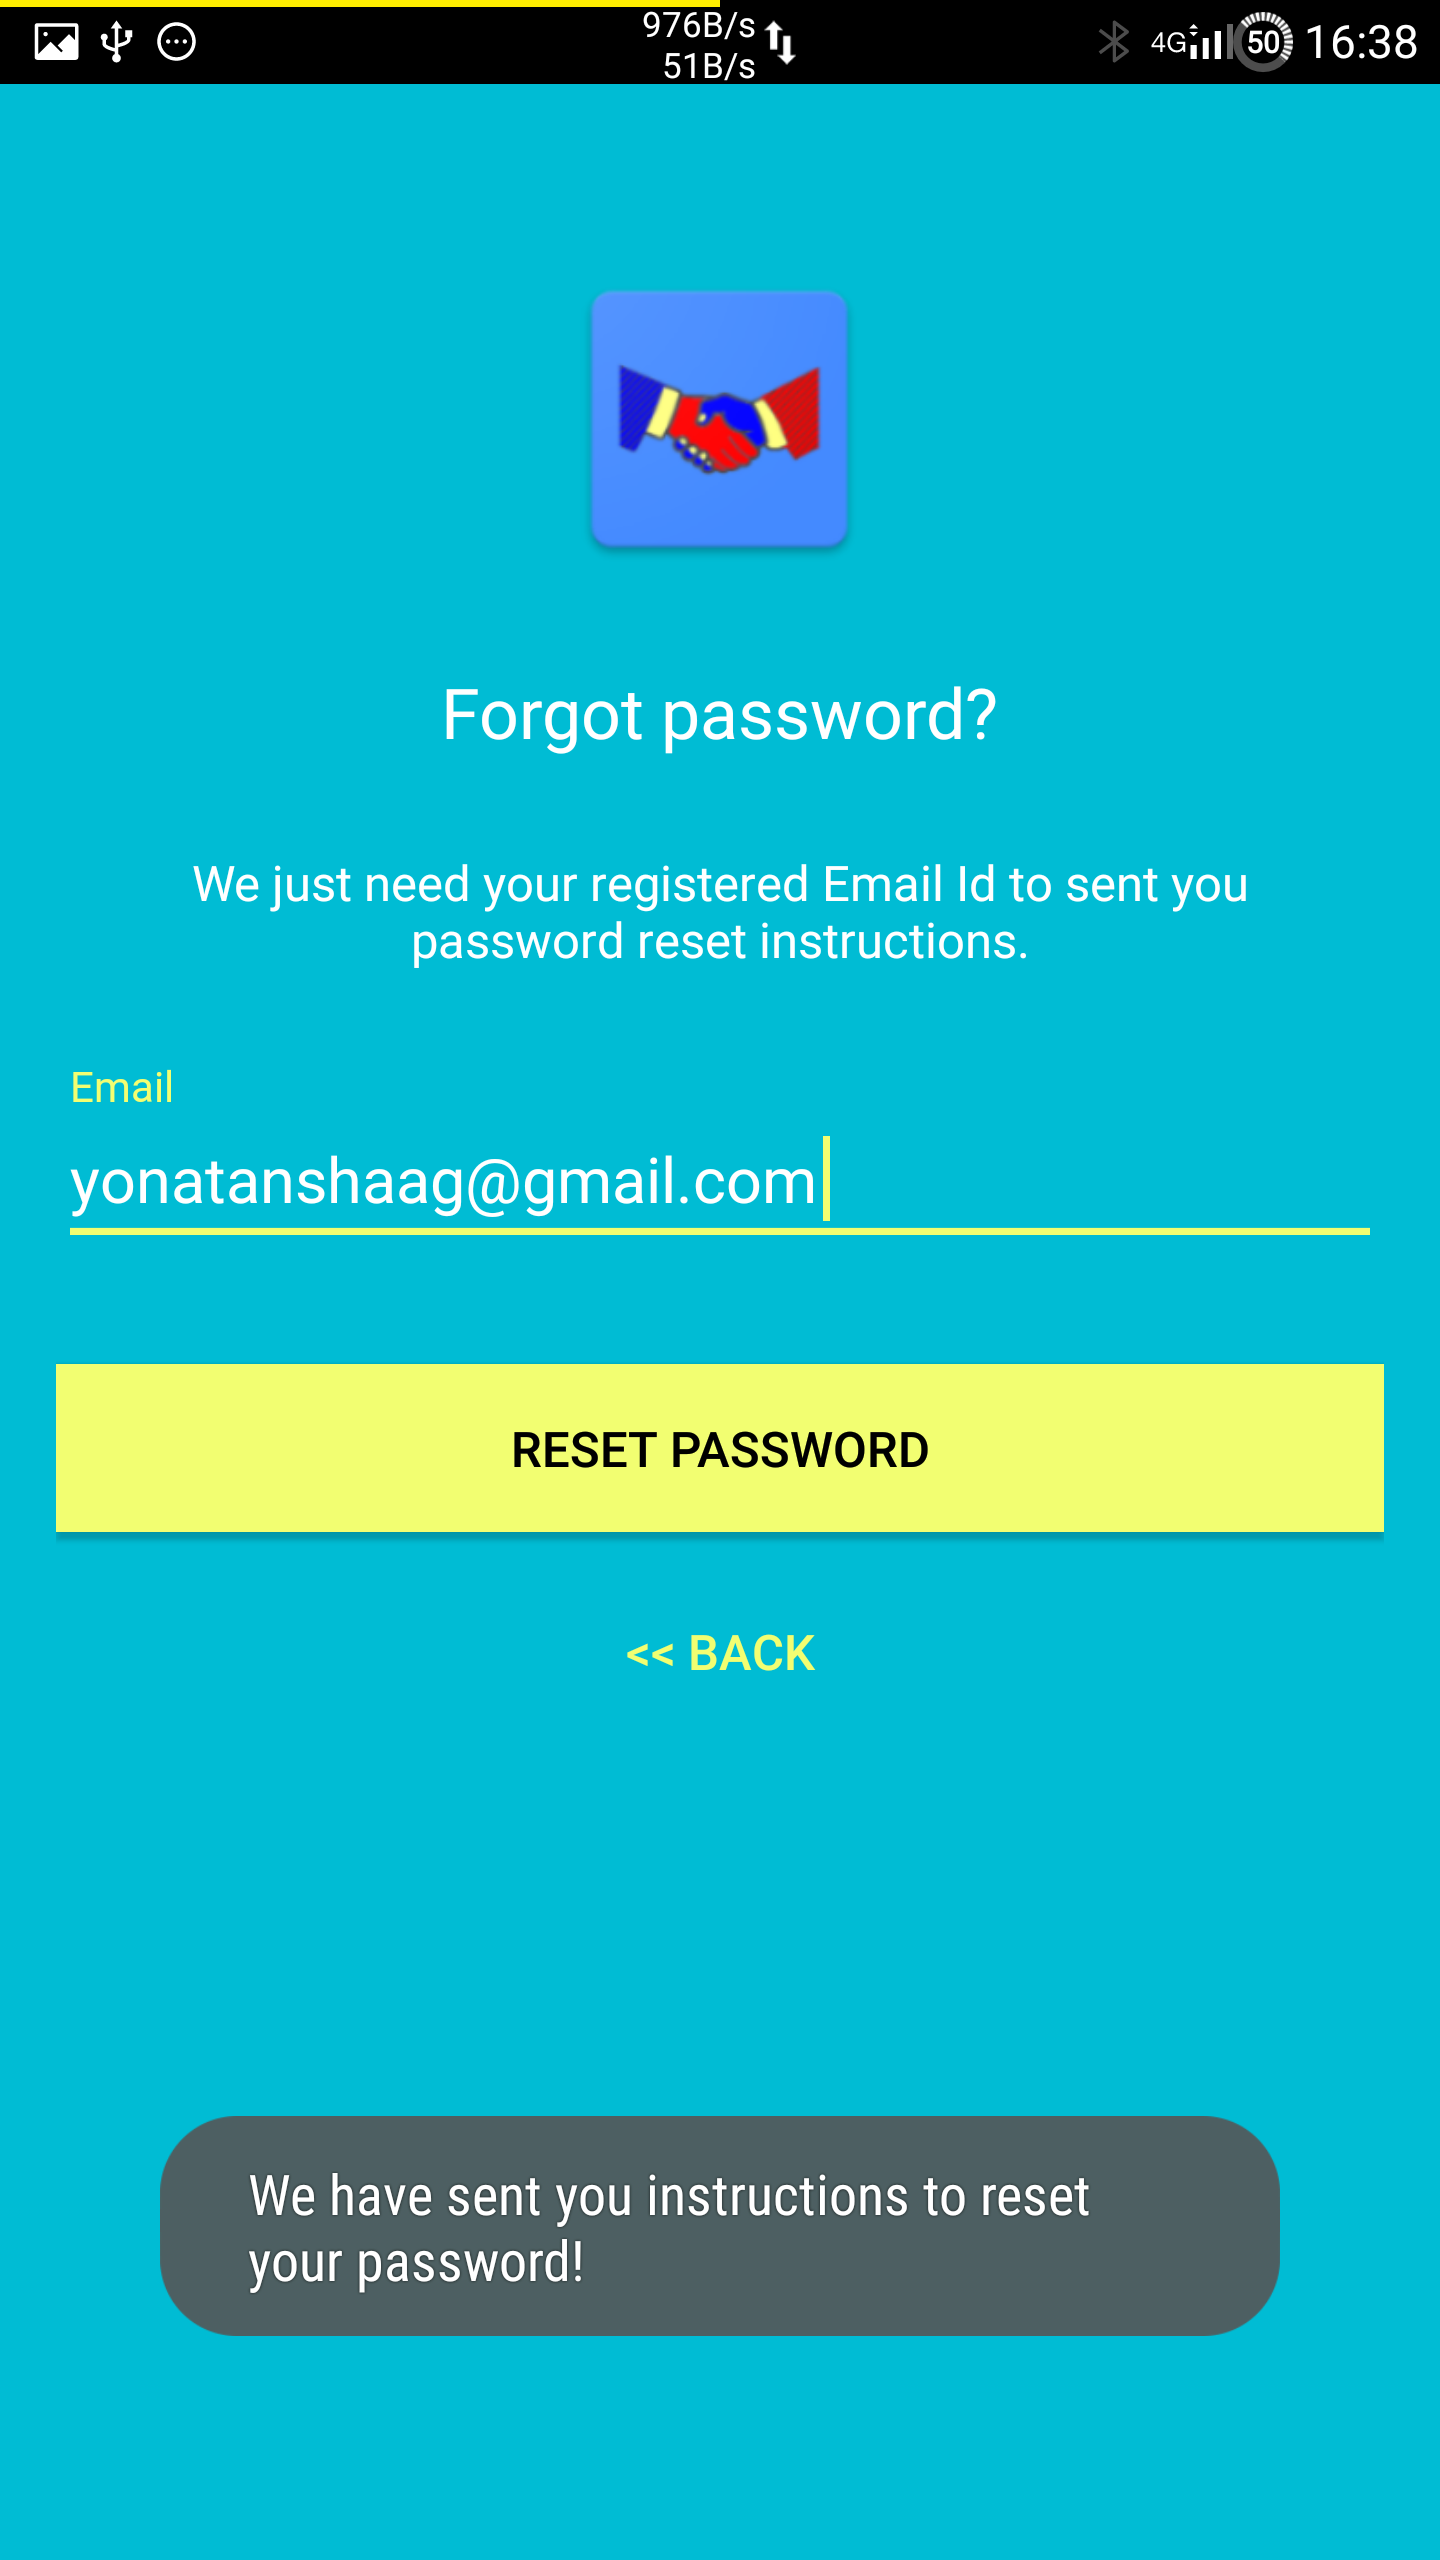 976B/s
51B/s
4G
50
16:38
Forgot password?
We just need your registered Email Id to sent you
password reset instructions.
Email
yonatanshaag@gmail.com
RESET PASSWORD
<< BACK
We have sent you instructions to reset
your password!